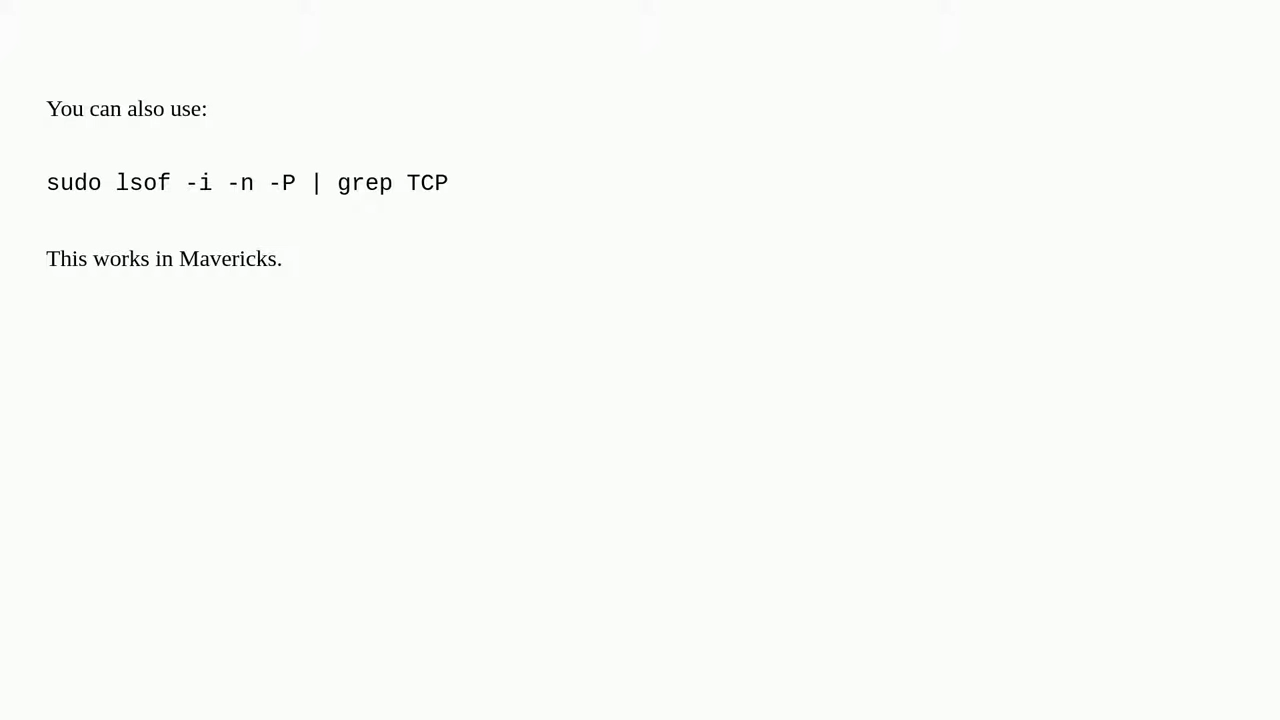 You can also use:
sudo lsof -i -n -P | grep TCP
This works in Mavericks.